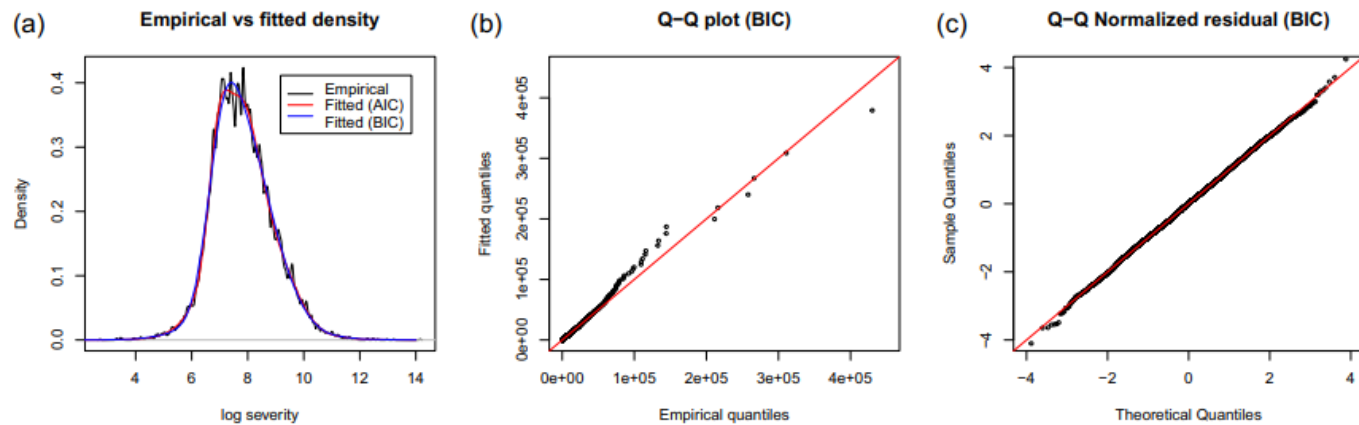 (a)
Empirical vs fitted density
Density
0.0
0.1
0.2
0.3
0.4
Empirical
Fitted (AIC)
Fitted (BIC)
4
6
8
10
12
14
log severity
(b)
Q−Q plot (BIC)
Fitted quantiles
0e+00
1e+05
2e+05
3e+05
4e+05
0e+00
1e+05
2e+05
3e+05
4e+05
Empirical quantiles
(c)
Q−Q Normalized residual (BIC)
Sample Quantiles
−4
−2
0
2
4
−4
−2
0
2
4
Theoretical Quantiles